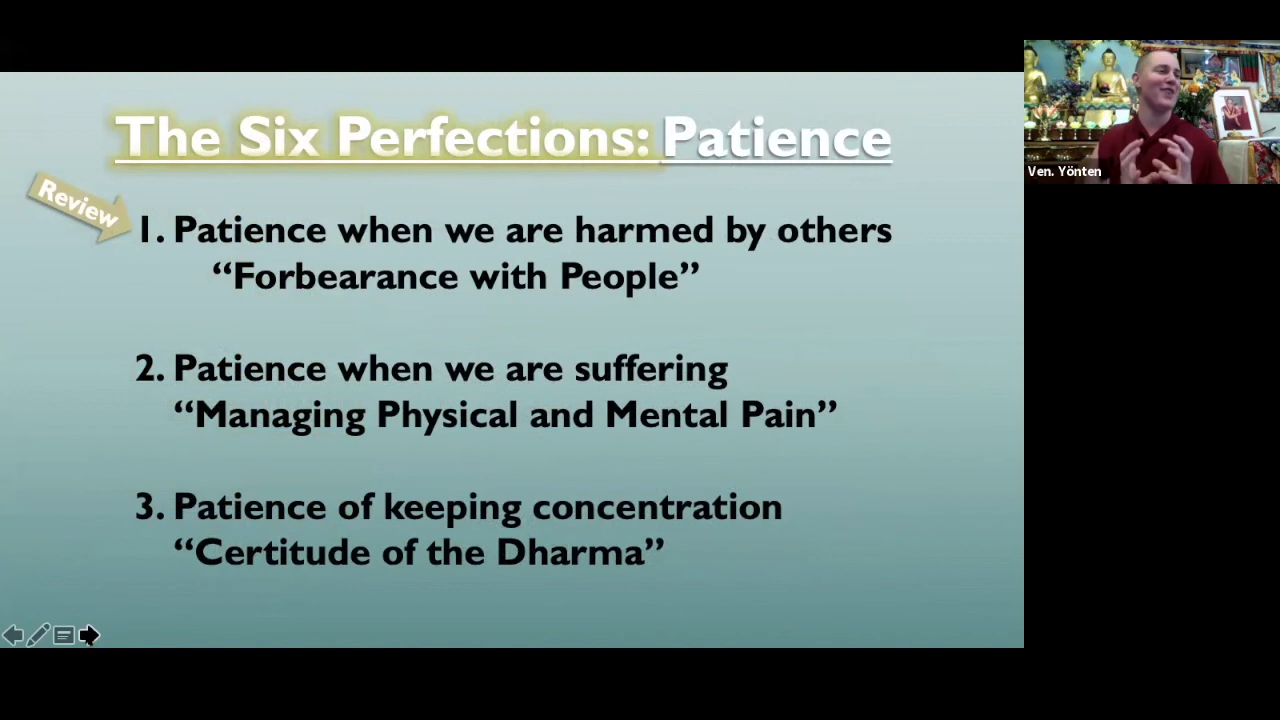 The Six Perfections: Patience
Review
1. Patience when we are harmed by others
“Forbearance with People”
2. Patience when we are suffering
“Managing Physical and Mental Pain”
3. Patience of keeping concentration
“Certitude of the Dharma”
Ven. Yönten